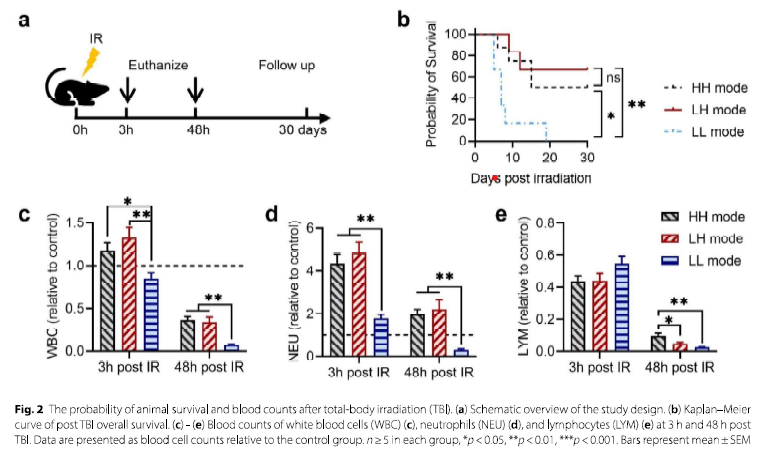 a
IR
Euthanize
Follow up
0h 3h 48h 30 days
b
Probability of Survival
100
80
60
40
20
0
0 10 20 30
Days post irradiation
ns
*
**
HH mode
LH mode
LL mode
c
WBC (relative to control)
1.5
1.0
0.5
0.0
*
**
**
3h post IR 48h post IR
d
NEU (relative to control)
6
4
2
0
**
**
3h post IR 48h post IR
e
LYM (relative to control)
0.8
0.6
0.4
0.2
0.0
**
*
3h post IR 48h post IR
HH mode
LH mode
LL mode
Fig. 2 The probability of animal survival and blood counts after total-body irradiation (TBI). (a) Schematic overview of the study design. (b) Kaplan–Meier
curve of post TBI overall survival. (c) - (e) Blood counts of white blood cells (WBC) (c), neutrophils (NEU) (d), and lymphocytes (LYM) (e) at 3 h and 48 h post
TBI. Data are presented as blood cell counts relative to the control group. n ≥ 5 in each group, *p < 0.05, **p < 0.01, ***p < 0.001. Bars represent mean ± SEM